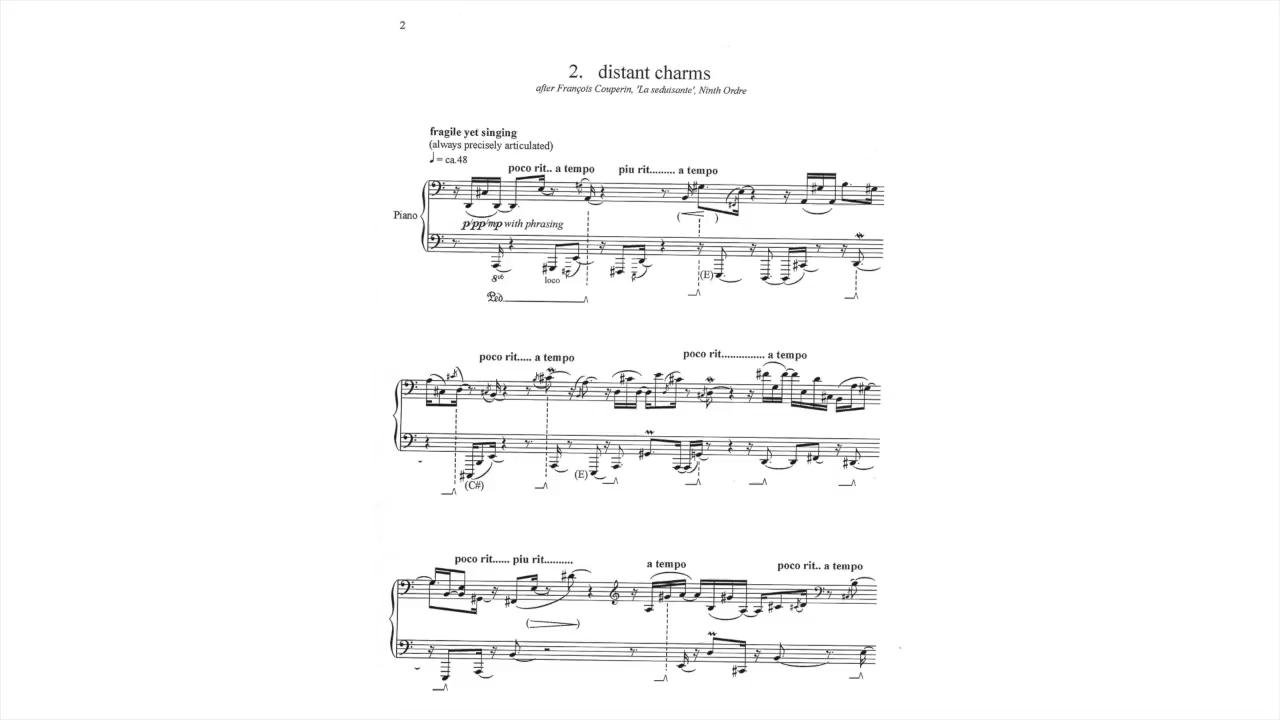 2
2. distant charms
after François Couperin, 'La seduisante', Ninth Ordre
fragile yet singing
(always precisely articulated)
♩ = ca.48
poco rit.. a tempo piu rit......... a tempo
Piano
p/pp/mp with phrasing
( )
8vb
loco
(E)
Ped.
poco rit..... a tempo poco rit............... a tempo
(E)
(C#)
poco rit...... piu rit.......... a tempo poco rit.. a tempo
( )